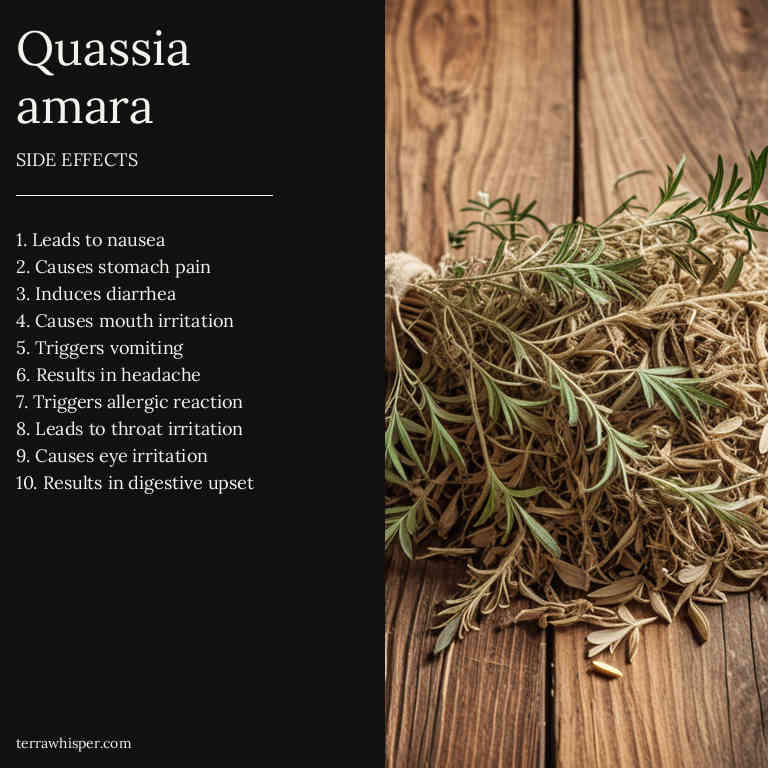 Quassia
amara
SIDE EFFECTS
1. Leads to nausea
2. Causes stomach pain
3. Induces diarrhea
4. Causes mouth irritation
5. Triggers vomiting
6. Results in headache
7. Triggers allergic reaction
8. Leads to throat irritation
9. Causes eye irritation
10. Results in digestive upset
terrawhisper.com